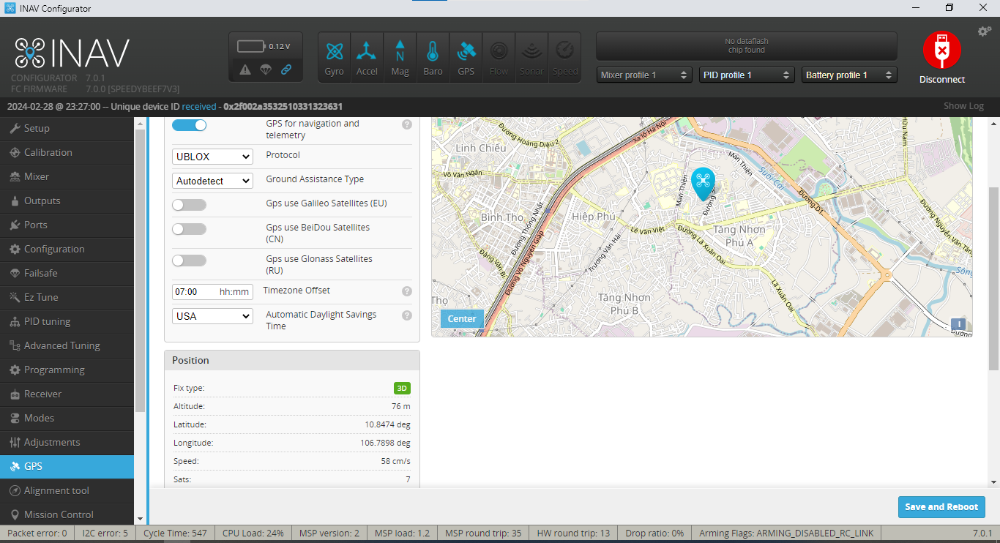 INAV Configurator
INAV
CONFIGURATOR 7.0.1
FC FIRMWARE 7.0.0 [SPEEDYBEEF7V3]
0.12 V
Gyro
Accel
Mag
Baro
GPS
Flow
Sonar
Speed
No dataflash
chip found
Mixer profile 1
PID profile 1
Battery profile 1
Disconnect
2024-02-28 @ 23:27:00 -- Unique device ID received - 0x2f002a3532510331323631
Show Log
Setup
Calibration
Mixer
Outputs
Ports
Configuration
Failsafe
Ez Tune
PID tuning
Advanced Tuning
Programming
Receiver
Modes
Adjustments
GPS
Alignment tool
Mission Control
GPS for navigation and
telemetry
UBLOX
Protocol
Autodetect
Ground Assistance Type
Gps use Galileo Satellites (EU)
Gps use BeiDou Satellites
(CN)
Gps use Glonass Satellites
(RU)
07:00 hh:mm
Timezone Offset
USA
Automatic Daylight Savings
Time
Position
Fix type: 3D
Altitude: 76 m
Latitude: 10.8474 deg
Longitude: 106.7898 deg
Speed: 58 cm/s
Sats: 7
Đường Hoàng Diệu 2
Xa lộ Hà Nội
Linh Chiểu
Võ Văn Ngân
Man Thiện
Man Thiện
Suối Cái
Đường D1
Hữu Nam
Bình Thọ
Đường Thống Nhất
Hiệp Phú
Lê Văn Việt
Tăng Nhơn
Phú A
Đường Lã Xuân Oai
Đường Nguyễn Văn Tăng
Đặng Văn Bi
Đường Võ Nguyên Giáp
Trương Văn Hải
Lã Xuân Oai
Sông
Thọ
Tăng Nhơn
Phú B
Đường
Center
I
Save and Reboot
Packet error: 0
I2C error: 5
Cycle Time: 547
CPU Load: 24%
MSP version: 2
MSP load: 1.2
MSP round trip: 35
HW round trip: 13
Drop ratio: 0%
Arming Flags: ARMING_DISABLED_RC_LINK
7.0.1